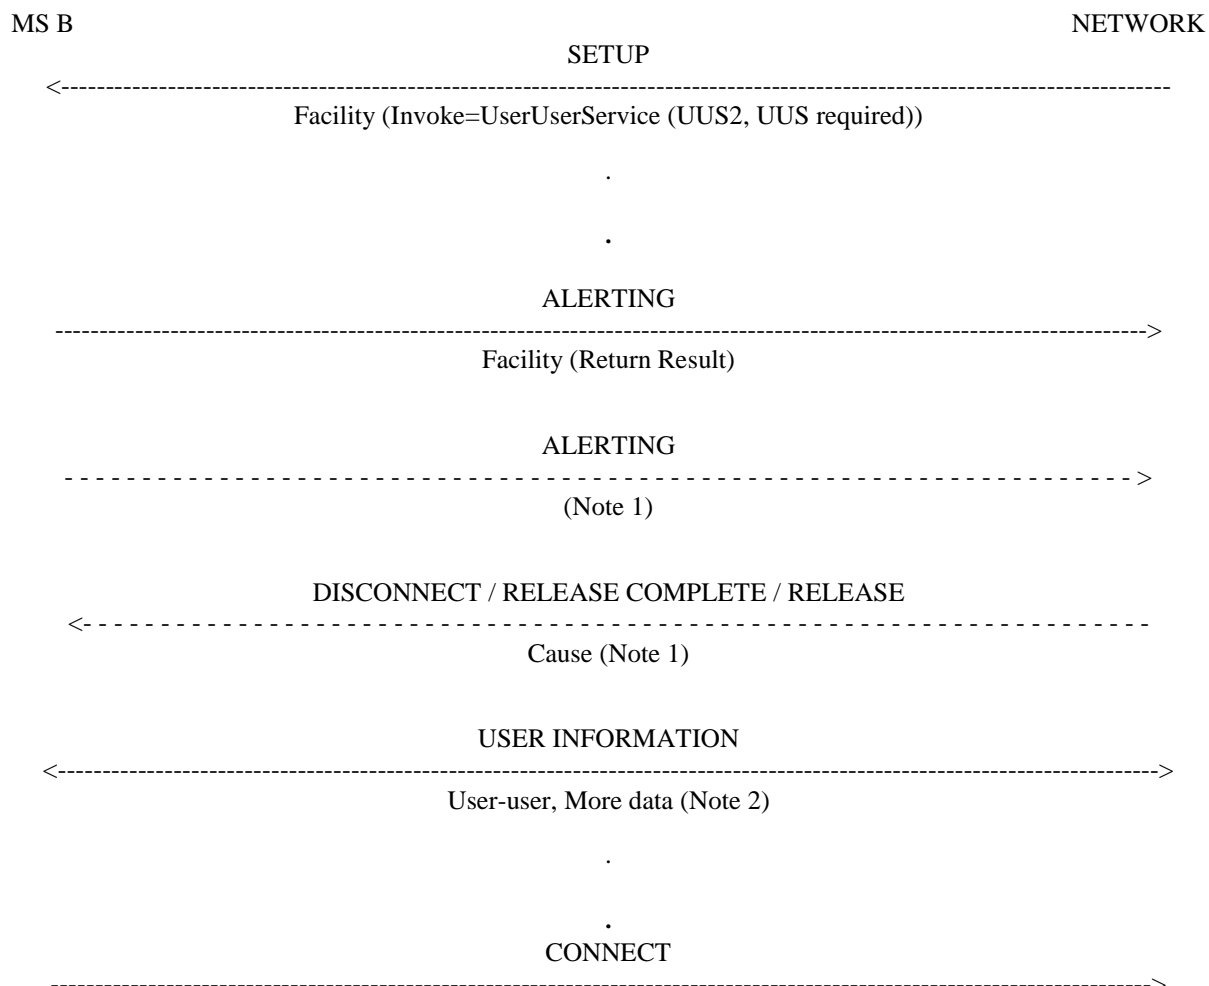 MS B NETWORK
SETUP
<------------------------------------------------------------------------------------------------------------------------------
Facility (Invoke=UserUserService (UUS2, UUS required))
.
.
ALERTING
---------------------------------------------------------------------------------------------------------------------------->
Facility (Return Result)
ALERTING
- - - - - - - - - - - - - - - - - - - - - - - - - - - - - - - - - - - - - - - - - - - - - - - - - - - - - - - - >
(Note 1)
DISCONNECT / RELEASE COMPLETE / RELEASE
<- - - - - - - - - - - - - - - - - - - - - - - - - - - - - - - - - - - - - - - - - - - - - - - - - - - - - - - -
Cause (Note 1)
USER INFORMATION
<----------------------------------------------------------------------------------------------------------------------------->
User-user, More data (Note 2)
.
.
CONNECT
----------------------------------------------------------------------------------------------------------------------------->